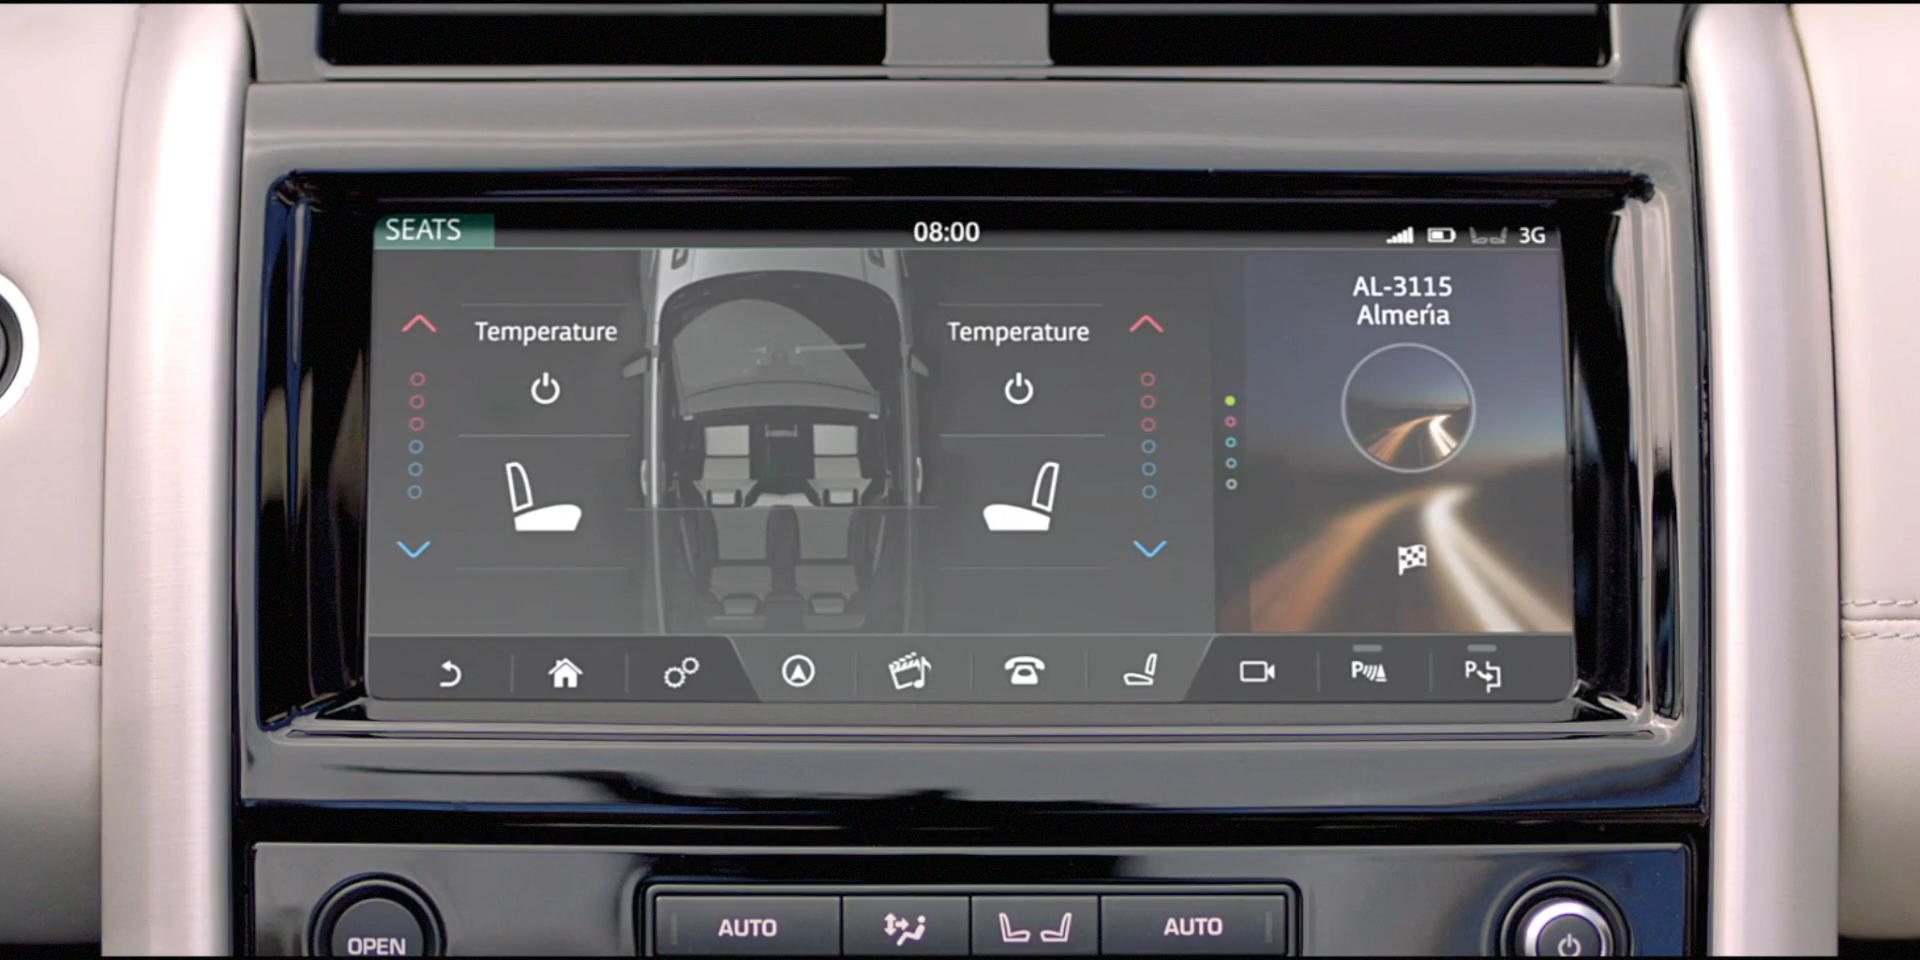 SEATS
08:00
3G
Temperature
Temperature
AL-3115
Almería
P
P
AUTO
AUTO
OPEN